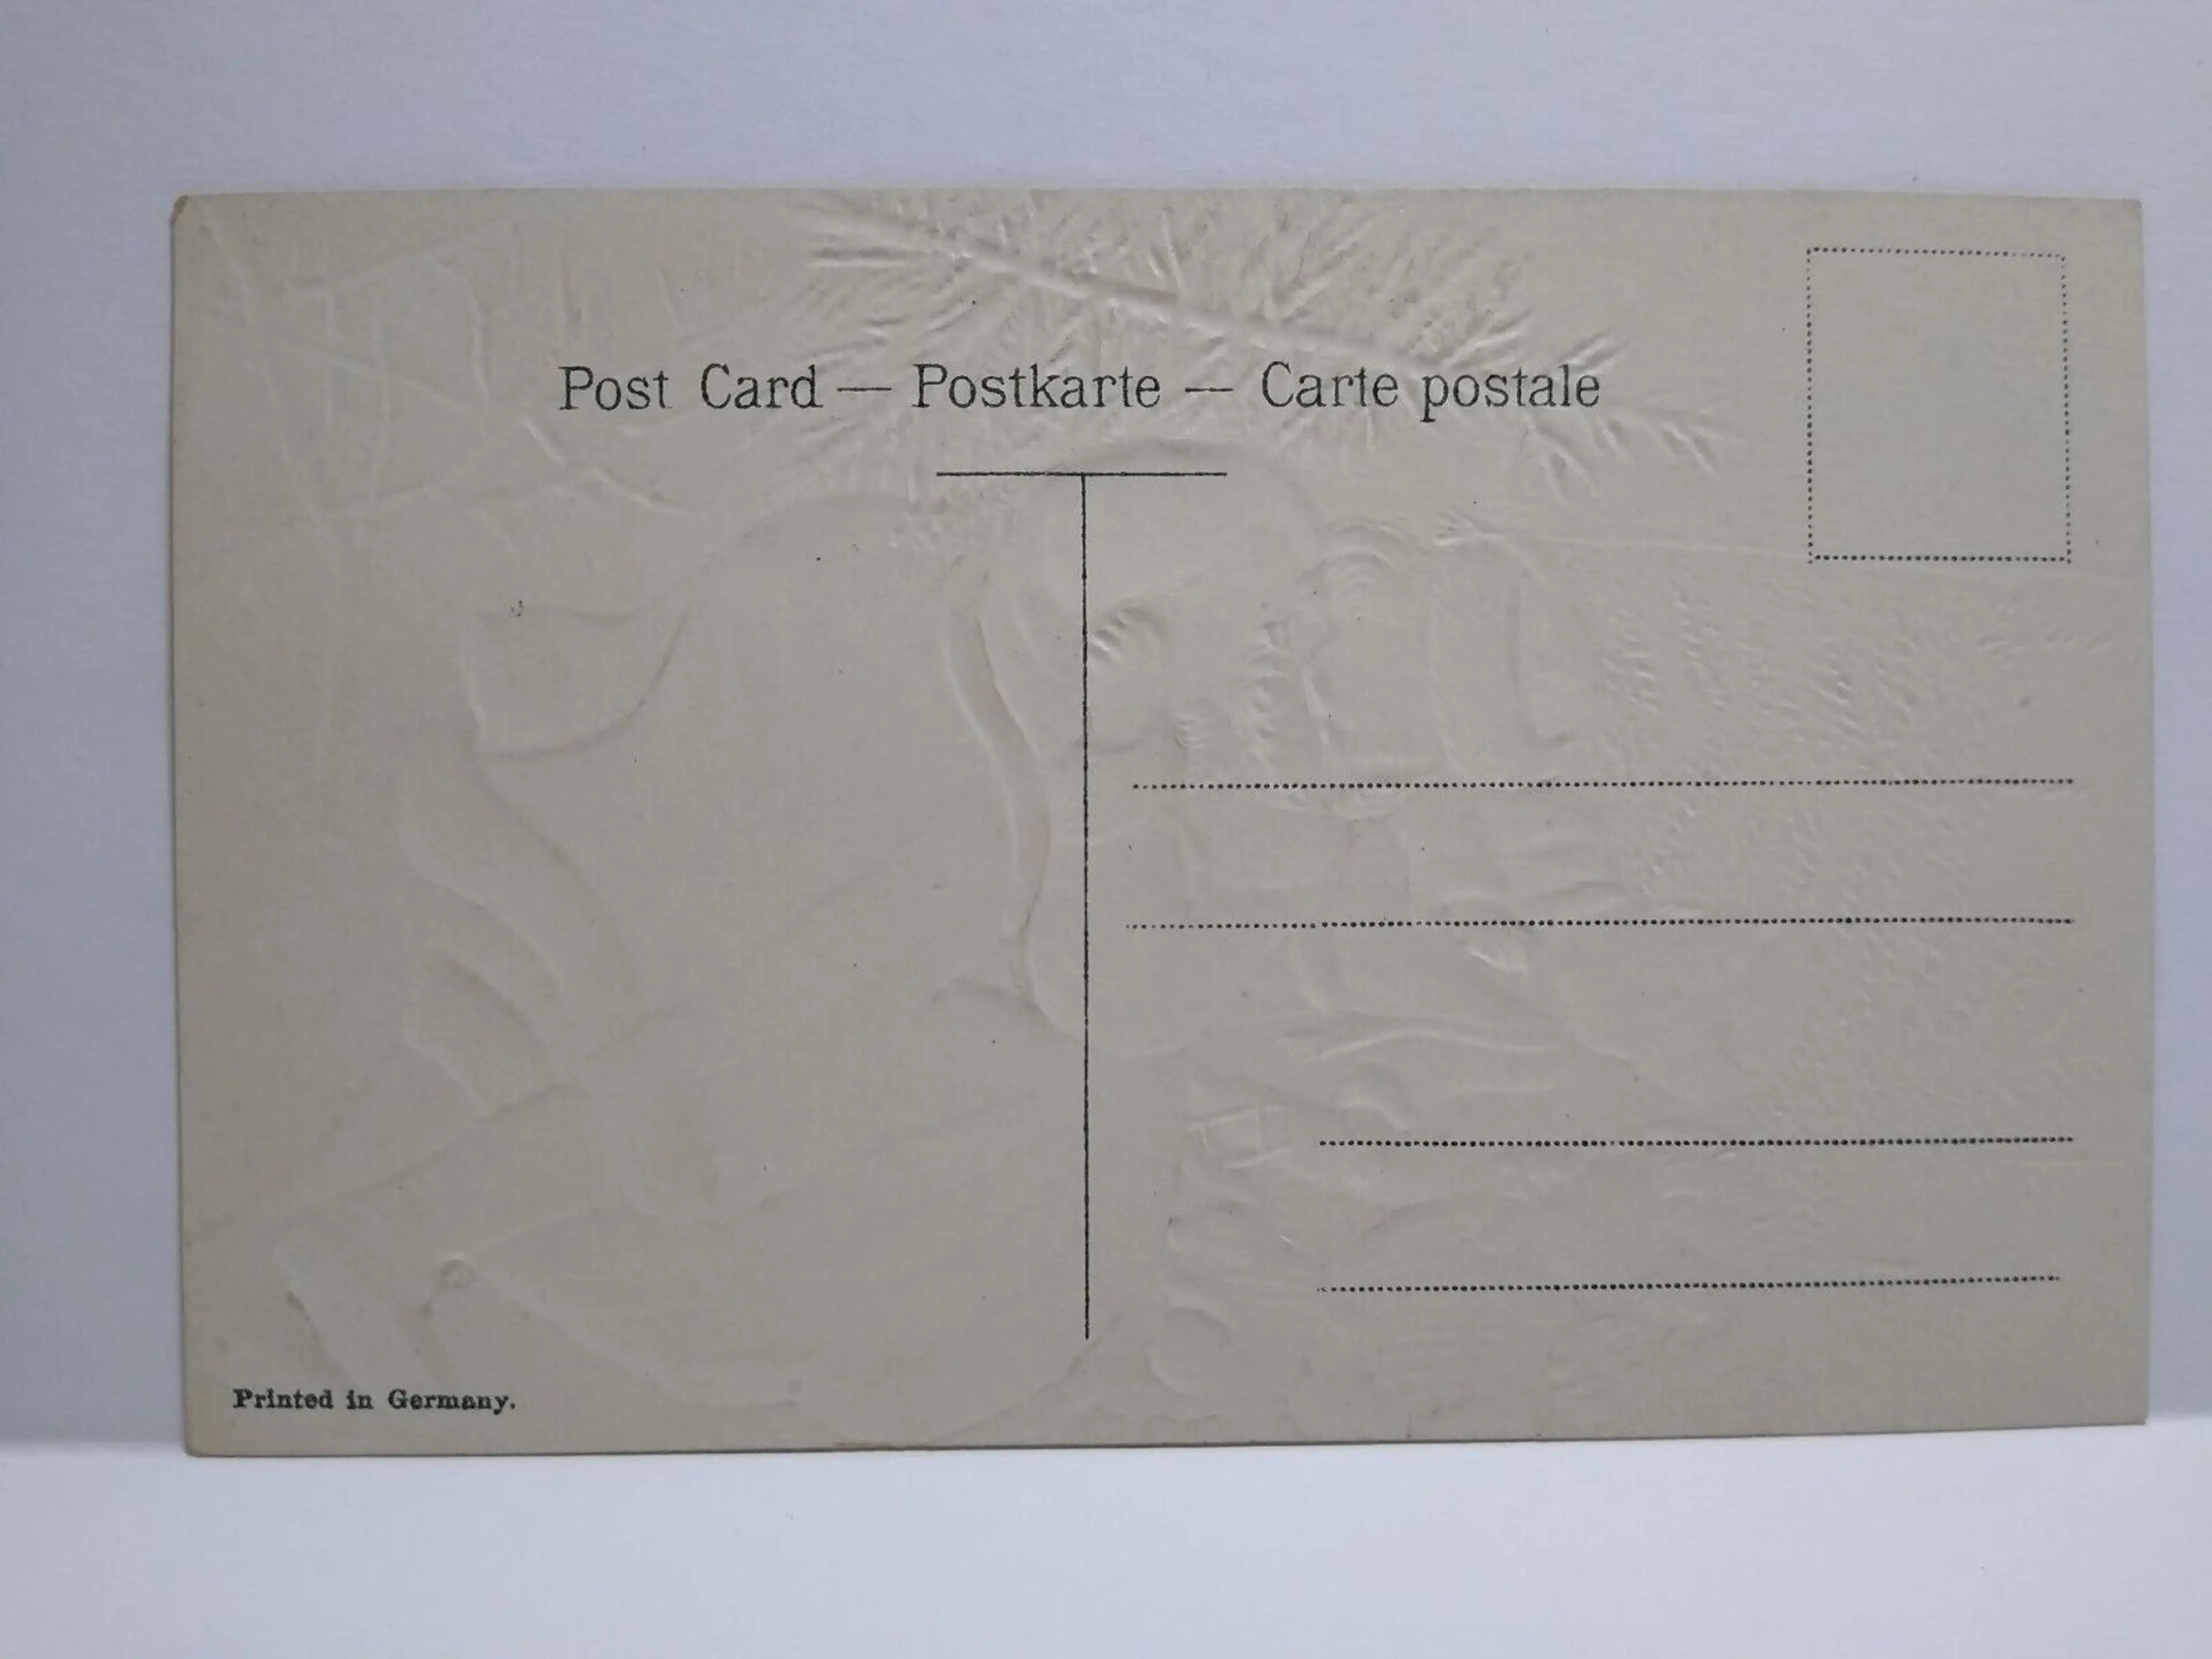 Post Card — Postkarte — Carte postale
Printed in Germany.